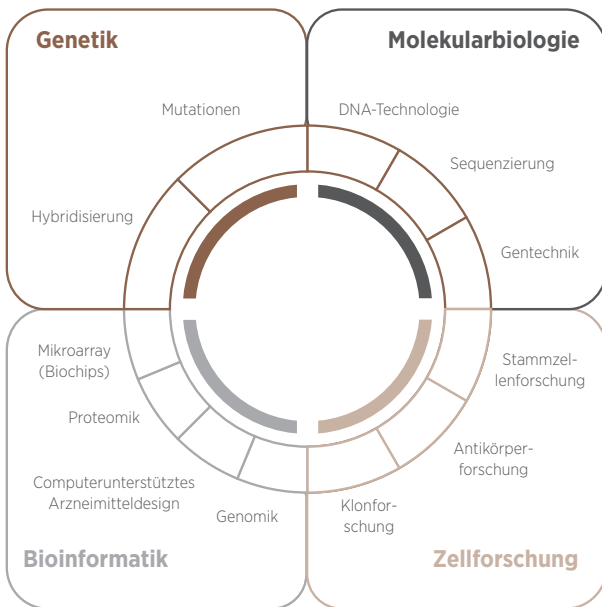 Genetik
Molekularbiologie
Mutationen
DNA-Technologie
Sequenzierung
Hybridisierung
Gentechnik
Mikroarray
(Biochips)
Stammzel-
lenforschung
Proteomik
Antikörper-
forschung
Computerunterstütztes
Arzneimitteldesign
Genomik
Klonfor-
schung
Bioinformatik
Zellforschung